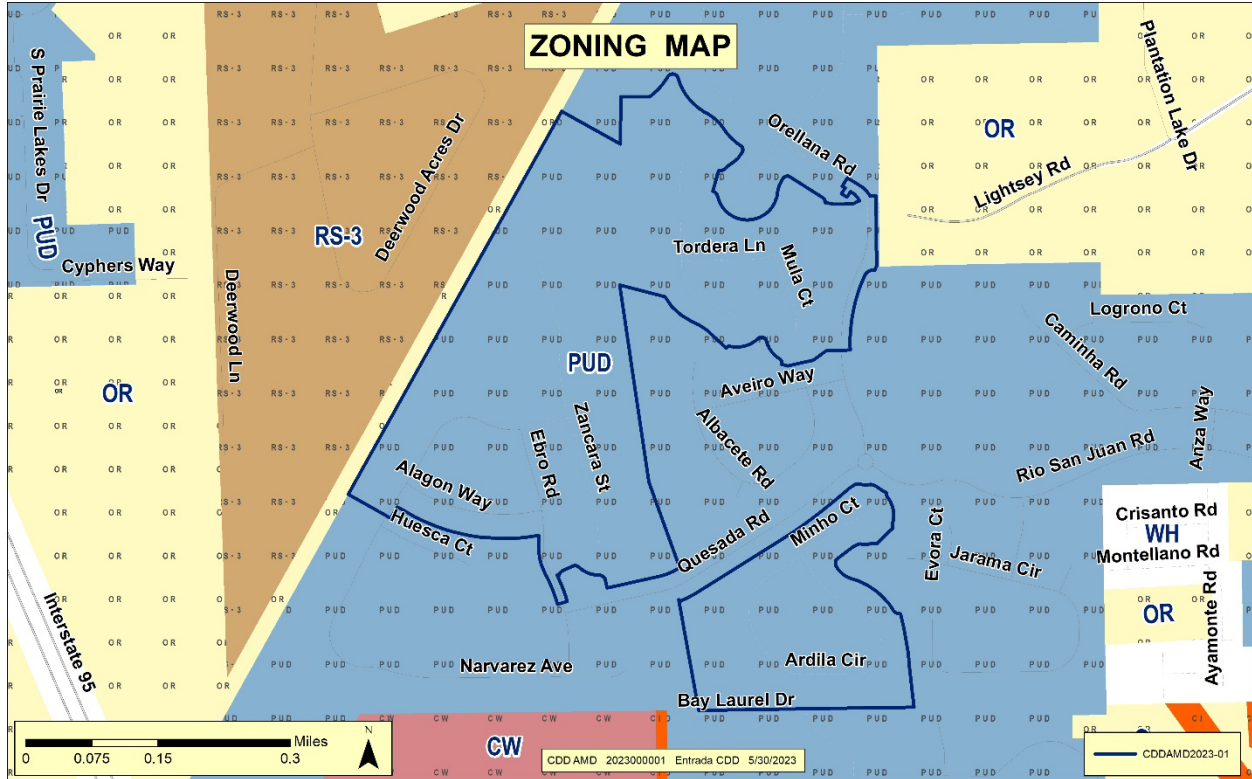 ZONING MAP
S Prairie Lakes Dr
PUD
Cyphers Way
OR
Deerwood Ln
RS-3
Deerwood Acres Dr
Orellana Rd
Plantation Lake Dr
OR
Lightsey Rd
Tordera Ln
Mula Ct
Logrono Ct
Caminha Rd
PUD
Aveiro Way
Albacete Rd
Zancara St
Ebro Rd
Alagon Way
Huesca Ct
Anza Way
Rio San Juan Rd
Quesada Rd
Minho Ct
Evora Ct
Jarama Cir
Crisanto Rd
WH
Montellano Rd
OR
Ayamonte Rd
Interstate 95
Narvarez Ave
Ardila Cir
Bay Laurel Dr
CW
Miles
0 0.075 0.15 0.3
N
CDD AMD 2023000001 Entrada CDD 5/30/2023
CDDAMD2023-01